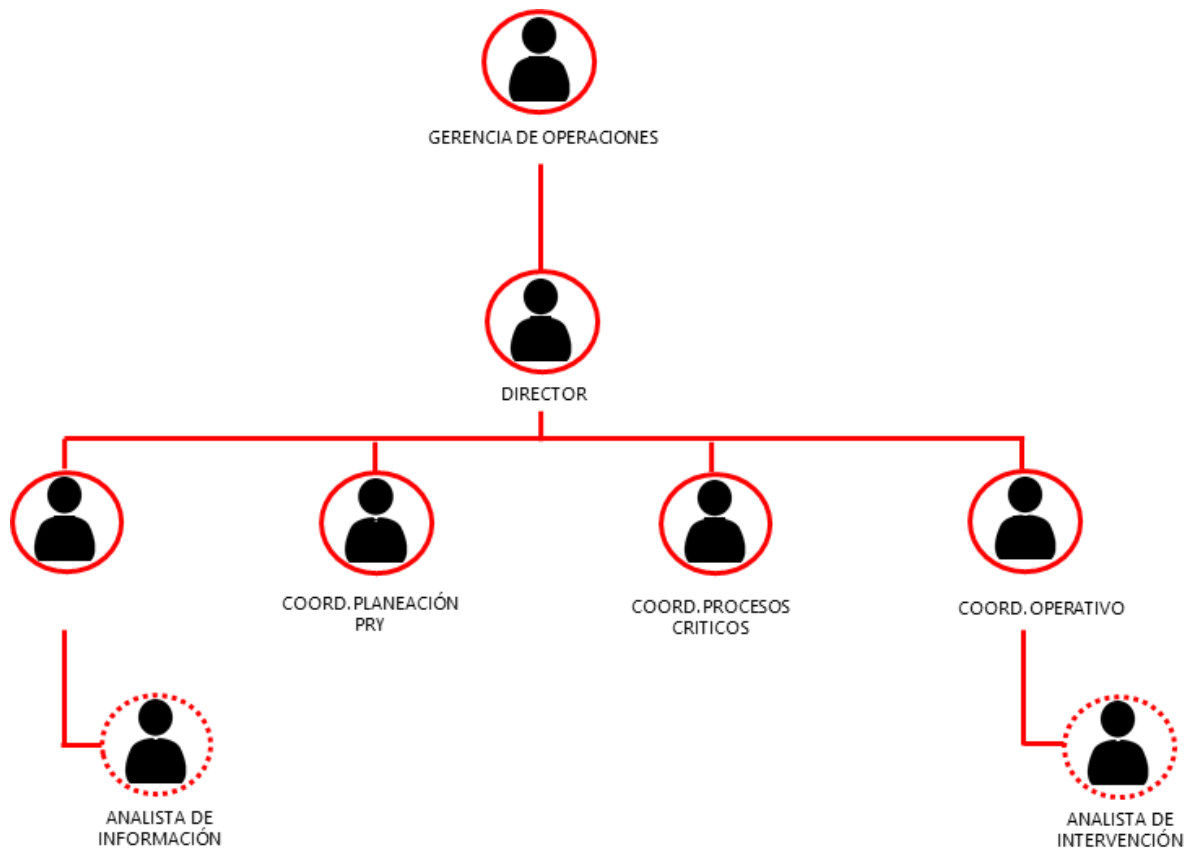 GERENCIA DE OPERACIONES
DIRECTOR
COORD. PLANEACIÓN
PRY
COORD. PROCESOS
CRITICOS
COORD. OPERATIVO
ANALISTA DE
INFORMACIÓN
ANALISTA DE
INTERVENCIÓN